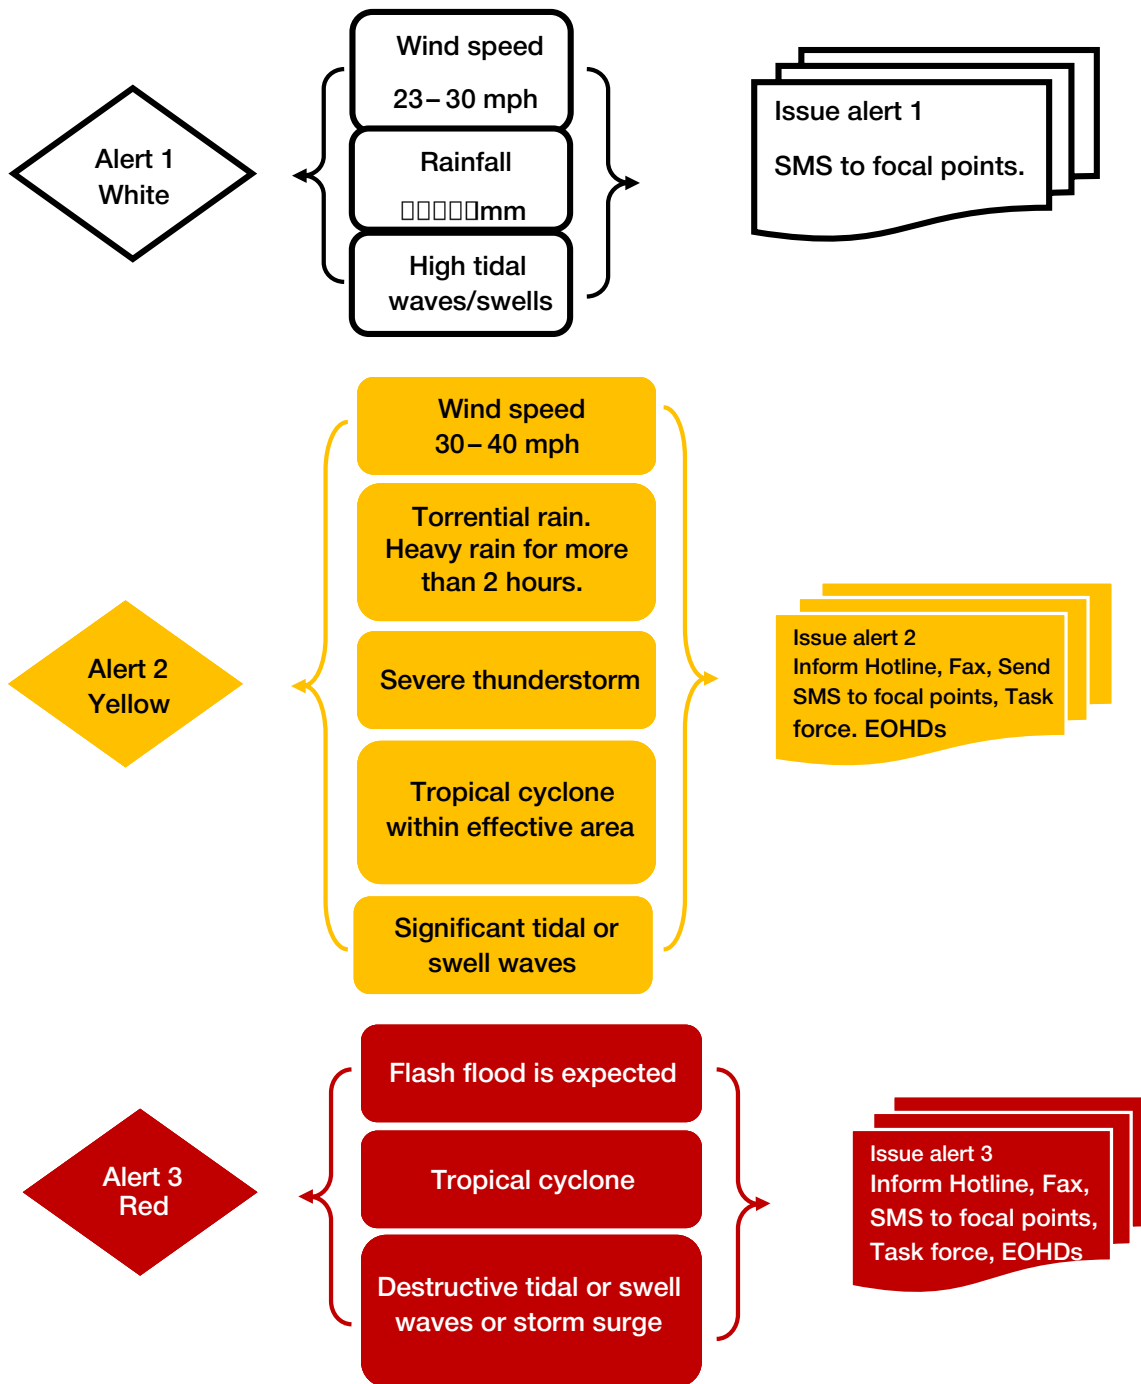 Alert 1
White
Wind speed
23–30 mph
Rainfall
mm
High tidal
waves/swells
Issue alert 1
SMS to focal points.
Alert 2
Yellow
Wind speed
30–40 mph
Torrential rain.
Heavy rain for more
than 2 hours.
Severe thunderstorm
Tropical cyclone
within effective area
Significant tidal or
swell waves
Issue alert 2
Inform Hotline, Fax, Send
SMS to focal points, Task
force. EOHDs
Alert 3
Red
Flash flood is expected
Tropical cyclone
Destructive tidal or swell
waves or storm surge
Issue alert 3
Inform Hotline, Fax,
SMS to focal points,
Task force, EOHDs